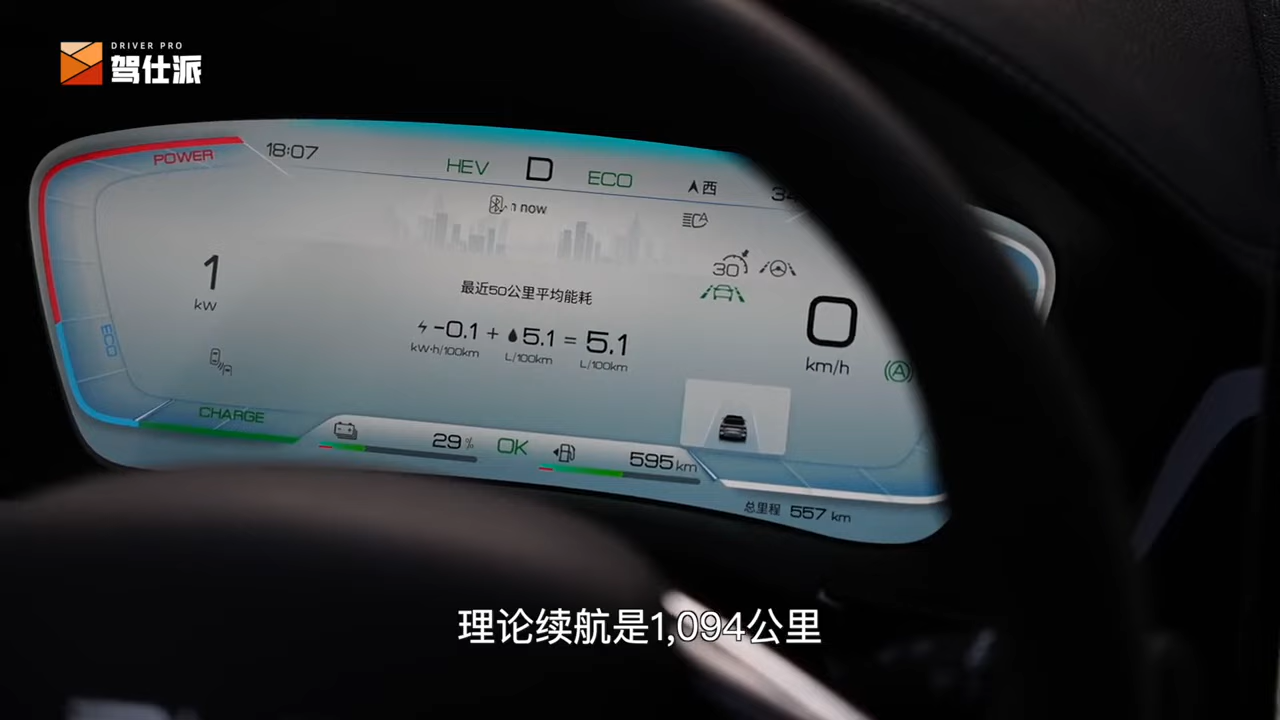 DRIVER PRO
驾仕派
POWER
18:07
HEV D ECO
西
now
30
1
kW
最近50公里平均能耗
-0.1 + 5.1 = 5.1
kW·h/100km L/100km L/100km
0
km/h
A
ECO
CHARGE
29%
OK
595km
总里程 557 km
理论续航是1,094公里